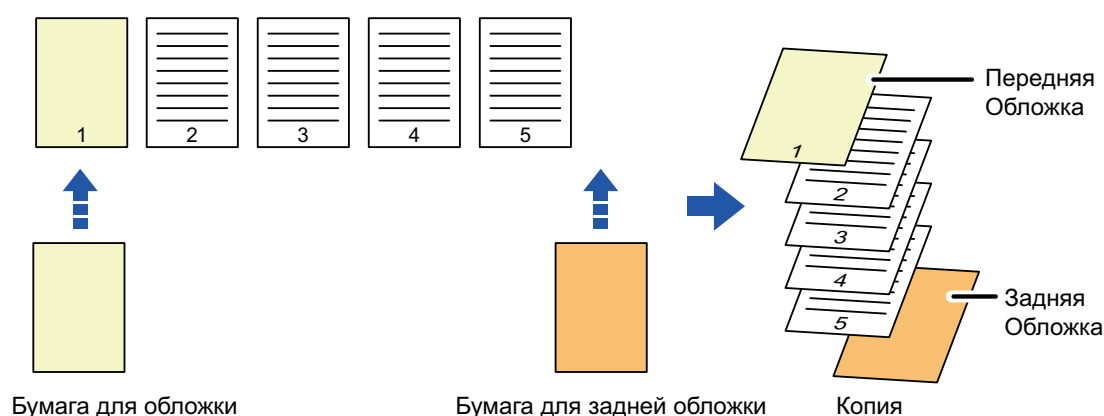 1
2
3
4
5
Передняя
Обложка
1
2
3
4
5
Задняя
Обложка
Бумага для обложки
Бумага для задней обложки
Копия